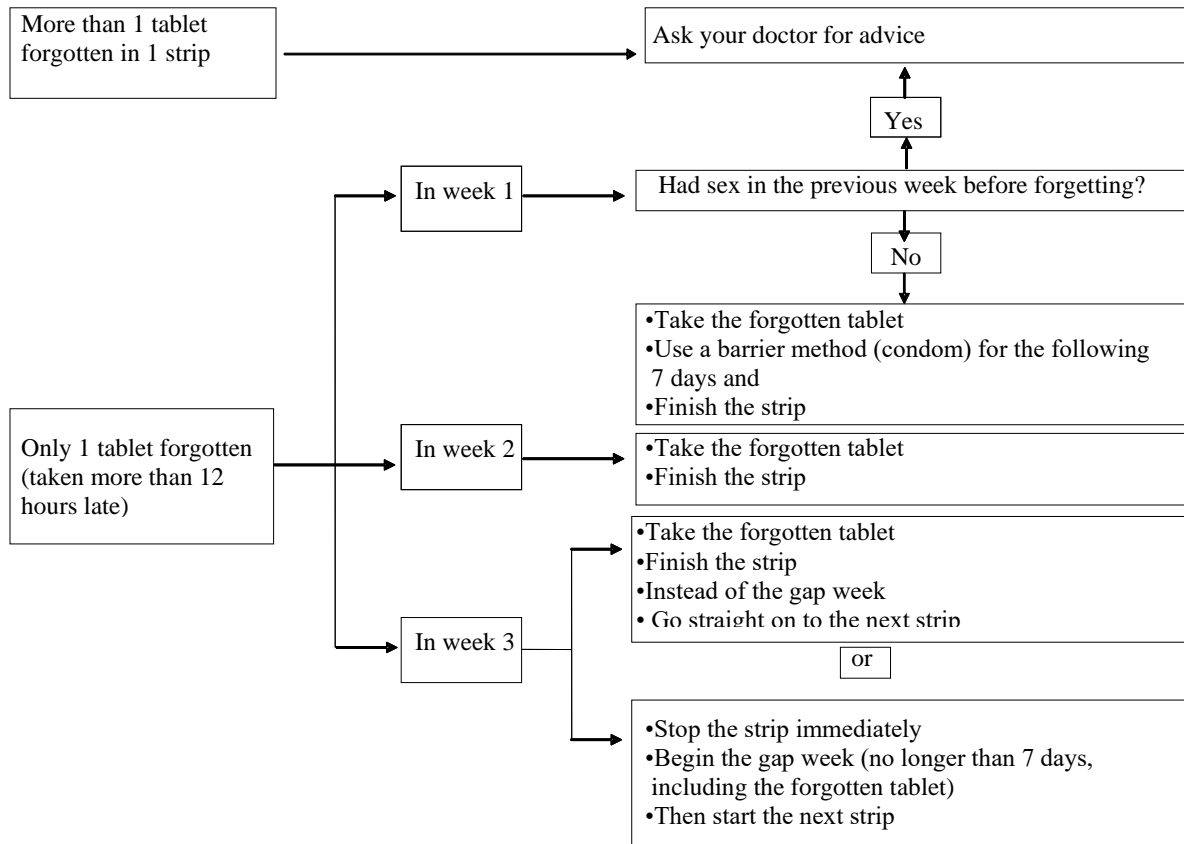 More than 1 tablet
forgotten in 1 strip
Ask your doctor for advice
Yes
In week 1
Had sex in the previous week before forgetting?
No
•Take the forgotten tablet
•Use a barrier method (condom) for the following
7 days and
•Finish the strip
Only 1 tablet forgotten
(taken more than 12
hours late)
In week 2
•Take the forgotten tablet
•Finish the strip
In week 3
•Take the forgotten tablet
•Finish the strip
•Instead of the gap week
• Go straight on to the next strip
or
•Stop the strip immediately
•Begin the gap week (no longer than 7 days,
including the forgotten tablet)
•Then start the next strip